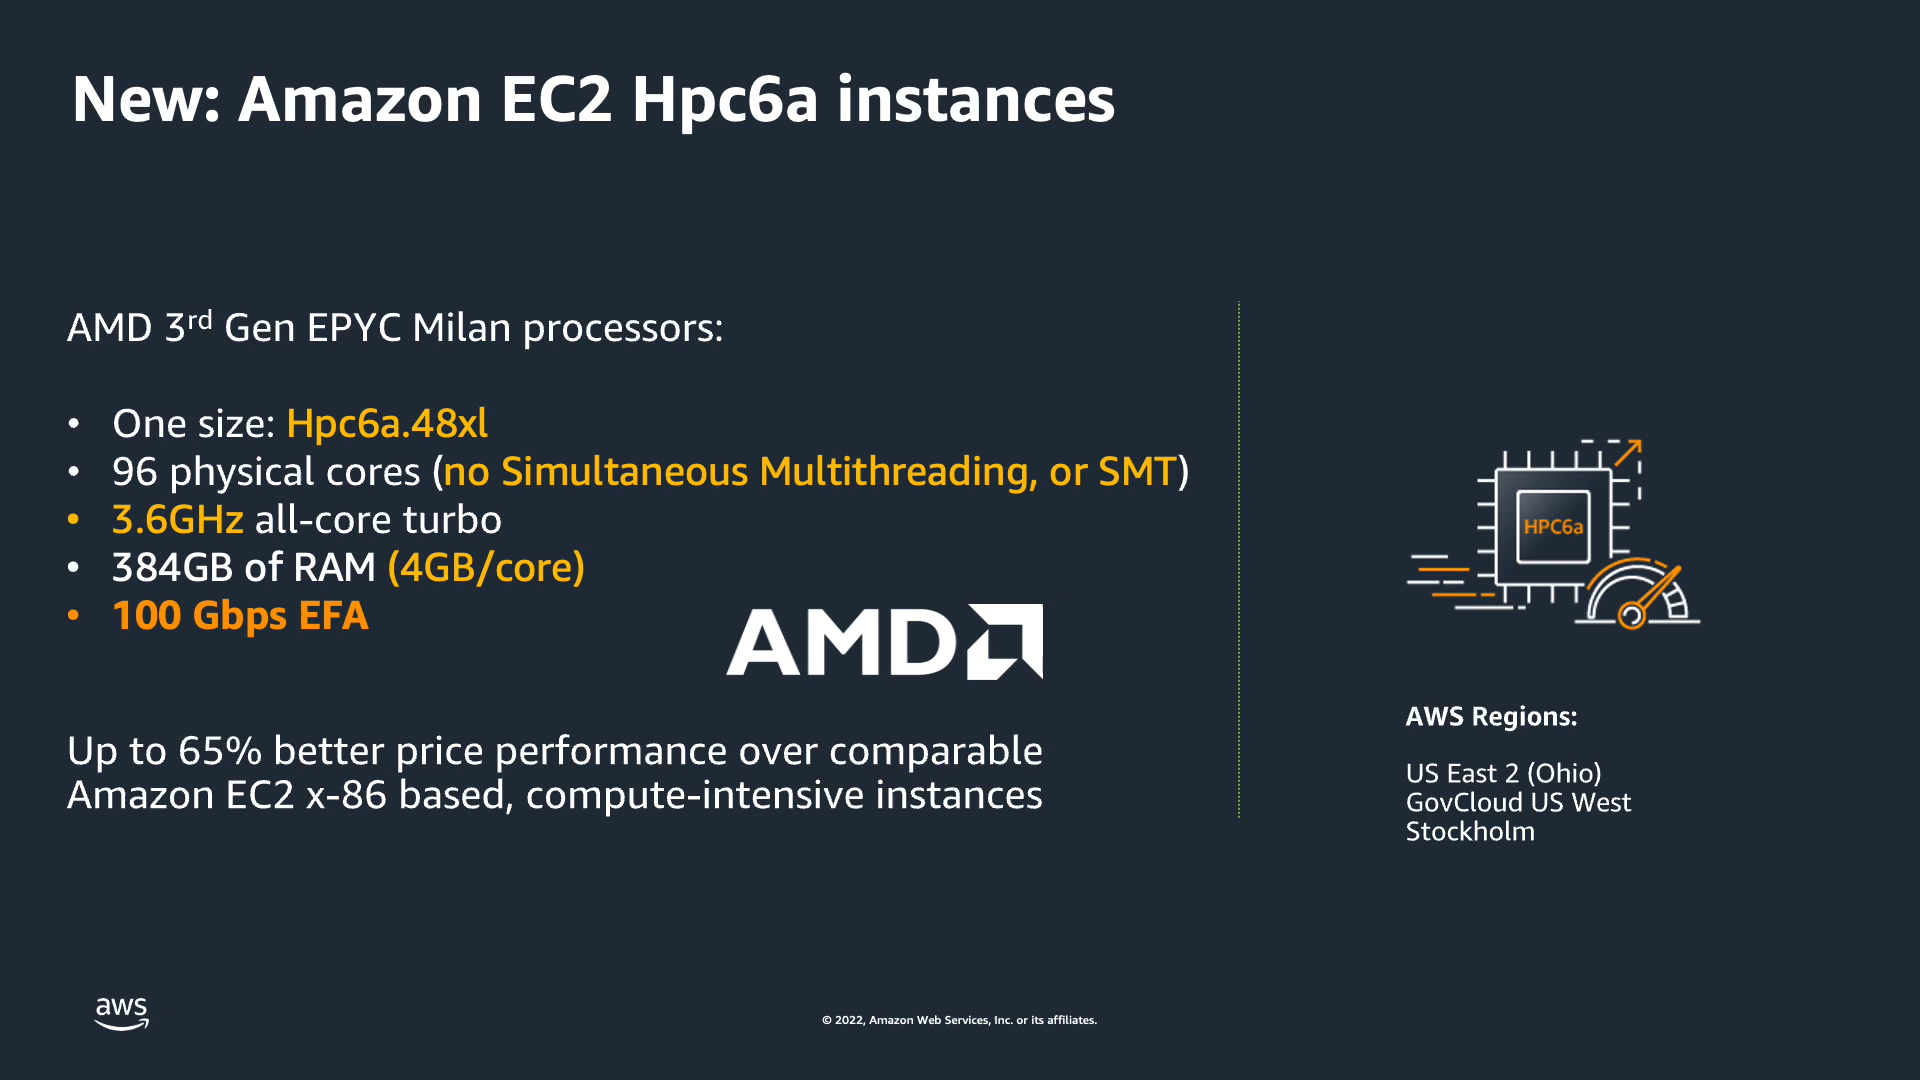 New: Amazon EC2 Hpc6a instances
AMD 3rd Gen EPYC Milan processors:
• One size: Hpc6a.48xl
• 96 physical cores (no Simultaneous Multithreading, or SMT)
• 3.6GHz all-core turbo
• 384GB of RAM (4GB/core)
• 100 Gbps EFA
AMD
Up to 65% better price performance over comparable
Amazon EC2 x-86 based, compute-intensive instances
HPC6a
AWS Regions:
US East 2 (Ohio)
GovCloud US West
Stockholm
aws
© 2022, Amazon Web Services, Inc. or its affiliates.